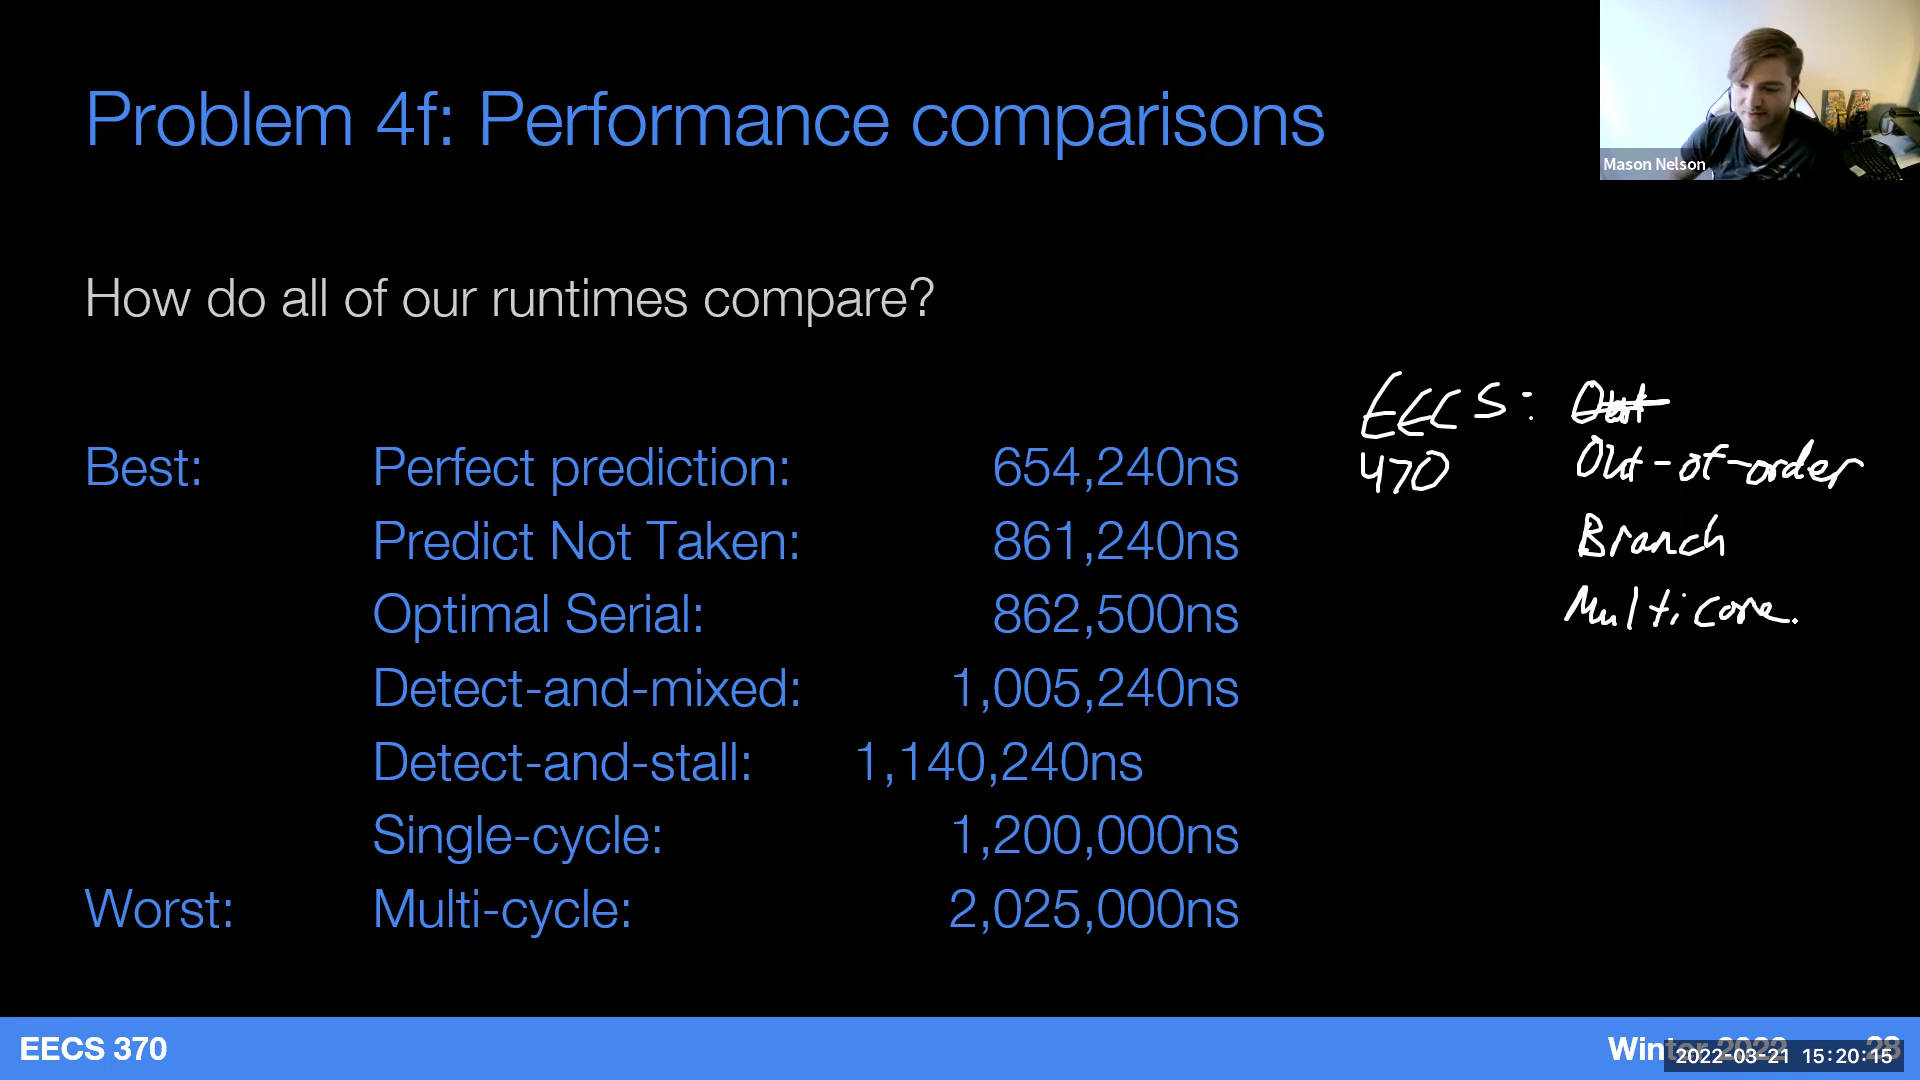 Problem 4f: Performance comparisons
Mason Nelson
How do all of our runtimes compare?
EECS: Out
470 Out-of-order
Branch
Multicore.
Best: Perfect prediction: 654,240ns
Predict Not Taken: 861,240ns
Optimal Serial: 862,500ns
Detect-and-mixed: 1,005,240ns
Detect-and-stall: 1,140,240ns
Single-cycle: 1,200,000ns
Worst: Multi-cycle: 2,025,000ns
EECS 370
Winter 2022 28
2022-03-21 15:20:15